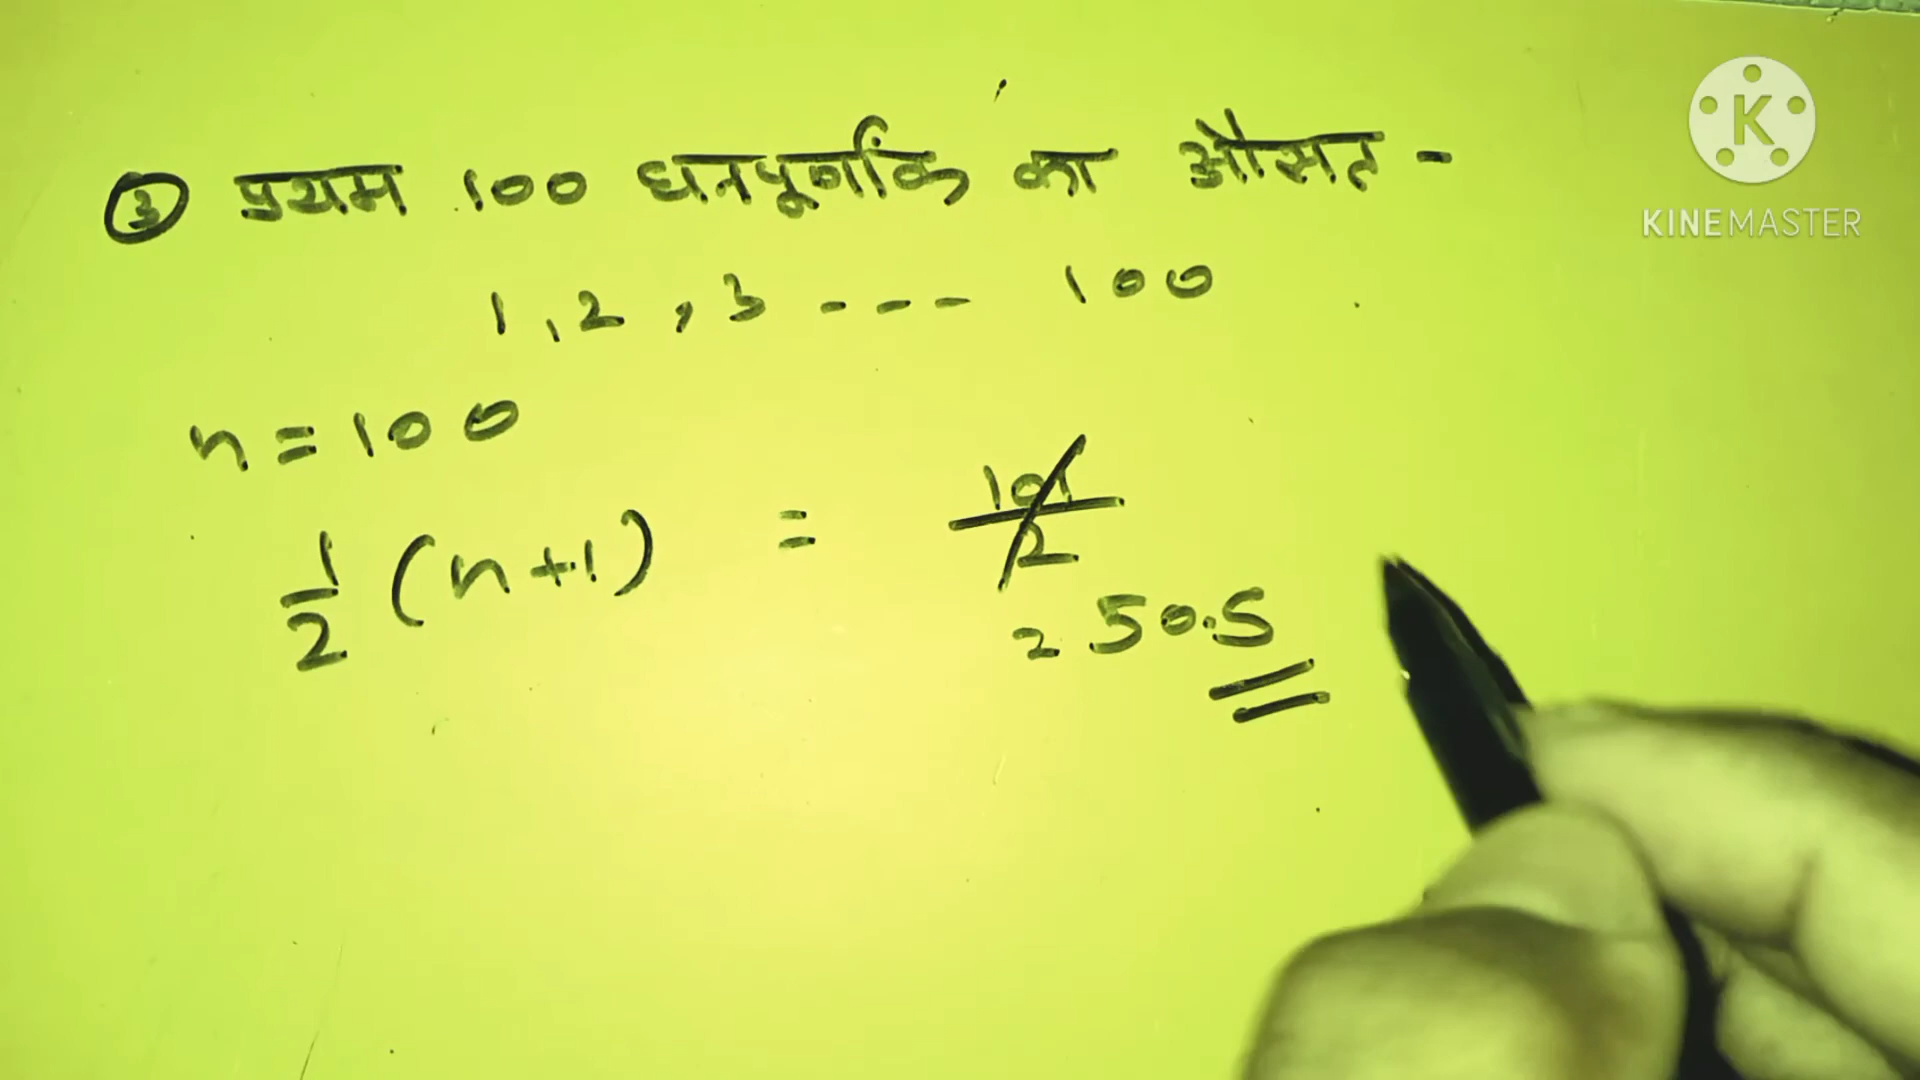 ③ प्रथम 100 धनपूर्णांक का औसत -
1, 2, 3 --- 100
n = 100
1/2 (n+1) = 101/2
= 50.5
K
KINEMASTER